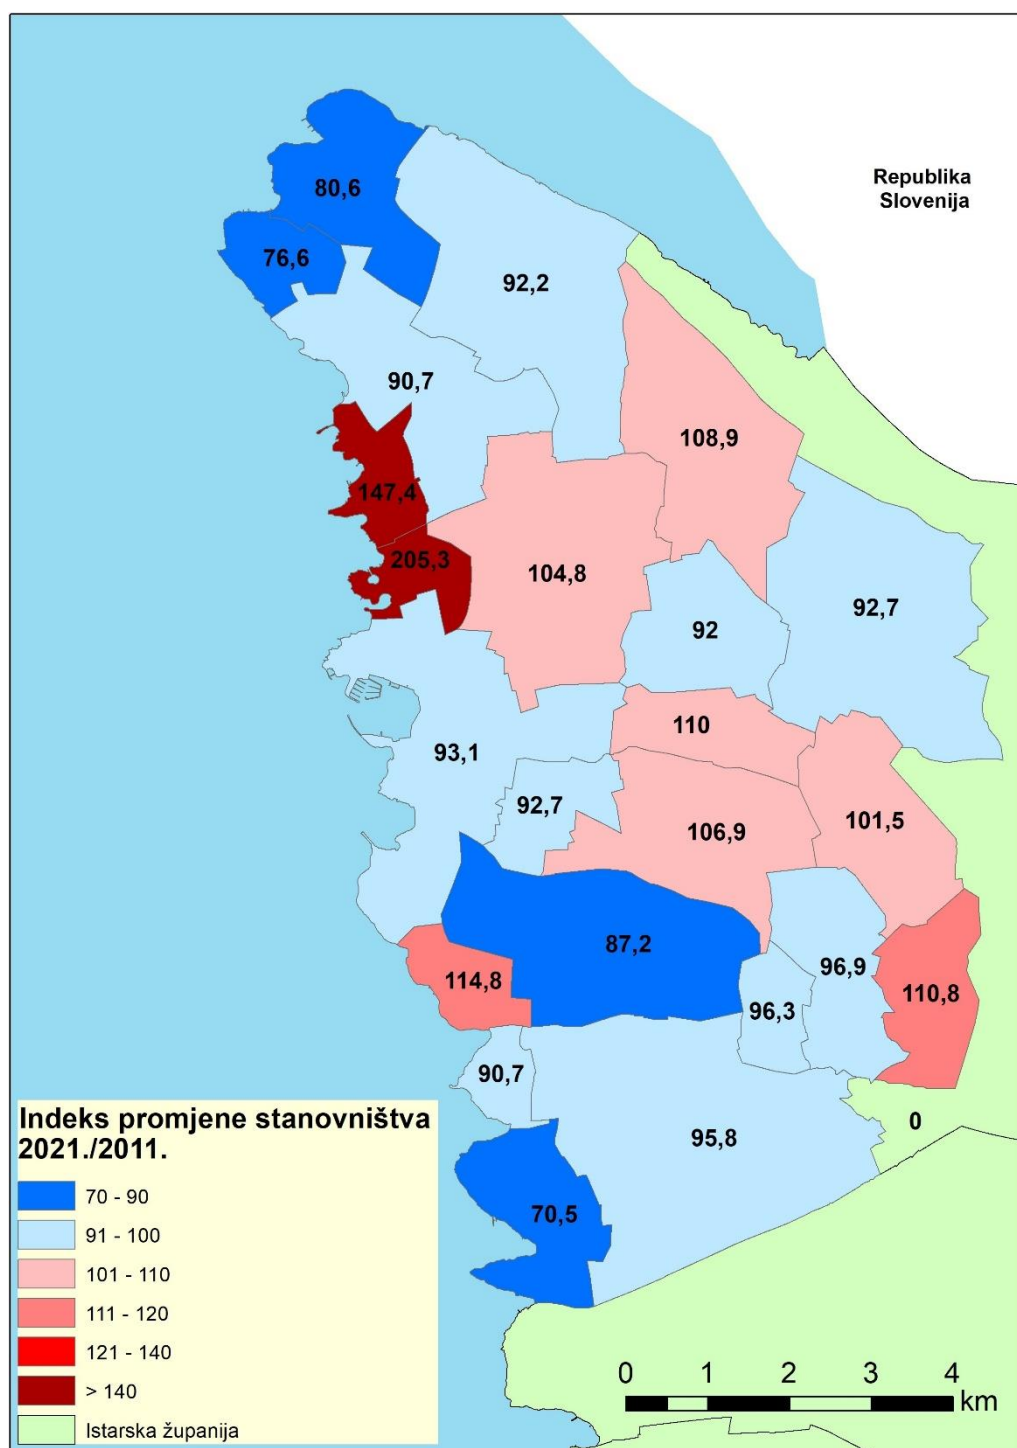 Republika
Slovenija
80,6
76,6
92,2
90,7
108,9
147,4
205,3
104,8
92
92,7
110
93,1
92,7
106,9
101,5
87,2
114,8
96,9
96,3
110,8
90,7
95,8
0
70,5
Indeks promjene stanovništva
2021./2011.
70 - 90
91 - 100
101 - 110
111 - 120
121 - 140
> 140
Istarska županija
0 1 2 3 4
km